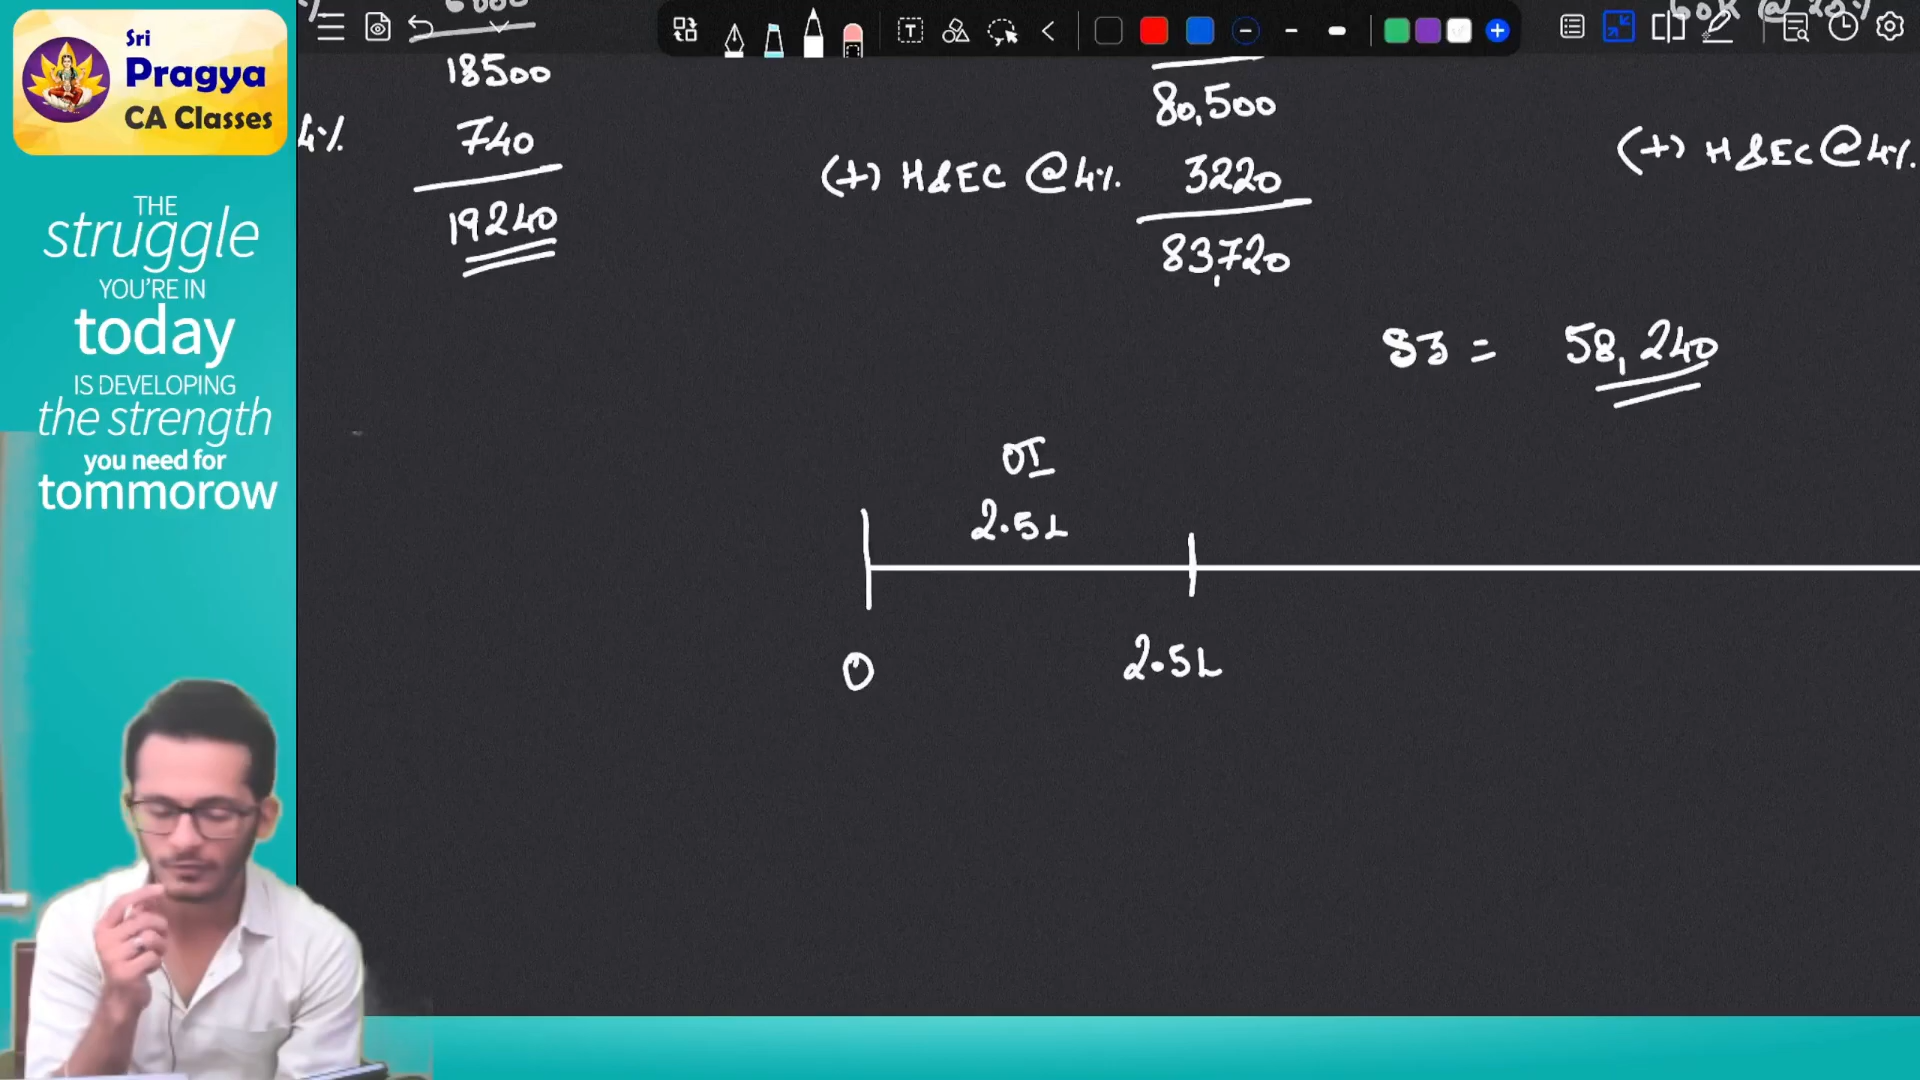 Sri
Pragya
CA Classes
THE
struggle
YOU'RE IN
today
IS DEVELOPING
the strength
you need for
tommorow
18500
4%
740
19240
80,500
(+) H&EC @4%.
3220
83,720
(+) H&EC@4%.
S3 = 58,240
OI
2.5L
0
2.5L
T